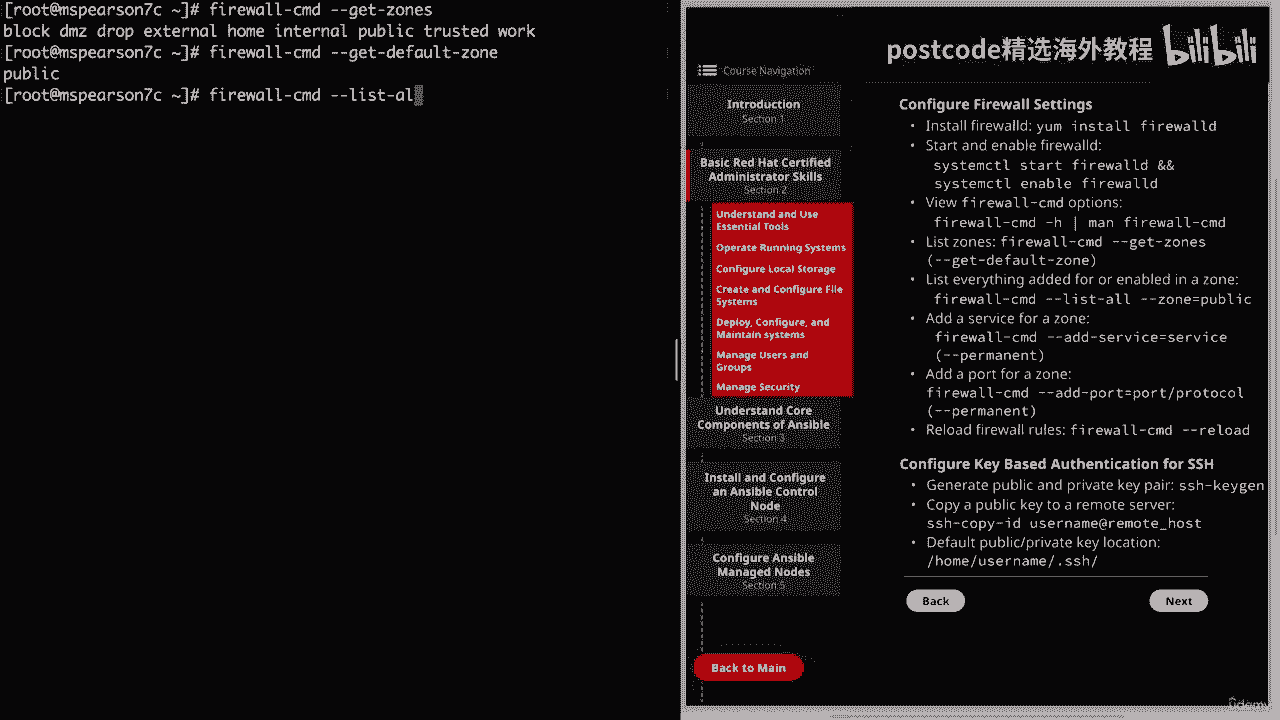 [root@mspearson7c ~]# firewall-cmd --get-zones
block dmz drop external home internal public trusted work
[root@mspearson7c ~]# firewall-cmd --get-default-zone
public
[root@mspearson7c ~]# firewall-cmd --list-al
postcode精选海外教程 bilibili
Course Navigation
Introduction
Section 1
Basic Red Hat Certified
Administrator Skills
Section 2
Understand and Use
Essential Tools
Operate Running Systems
Configure Local Storage
Create and Configure File
Systems
Deploy, Configure, and
Maintain systems
Manage Users and
Groups
Manage Security
Understand Core
Components of Ansible
Section 3
Install and Configure
an Ansible Control
Node
Section 4
Configure Ansible
Managed Nodes
Section 5
Back to Main
Configure Firewall Settings
• Install firewalld: yum install firewalld
• Start and enable firewalld:
systemctl start firewalld &&
systemctl enable firewalld
• View firewall-cmd options:
firewall-cmd -h | man firewall-cmd
• List zones: firewall-cmd --get-zones
(--get-default-zone)
• List everything added for or enabled in a zone:
firewall-cmd --list-all --zone=public
• Add a service for a zone:
firewall-cmd --add-service=service
(--permanent)
• Add a port for a zone:
firewall-cmd --add-port=port/protocol
(--permanent)
• Reload firewall rules: firewall-cmd --reload
Configure Key Based Authentication for SSH
• Generate public and private key pair: ssh-keygen
• Copy a public key to a remote server:
ssh-copy-id username@remote_host
• Default public/private key location:
/home/username/.ssh/
Back
Next
Udemy